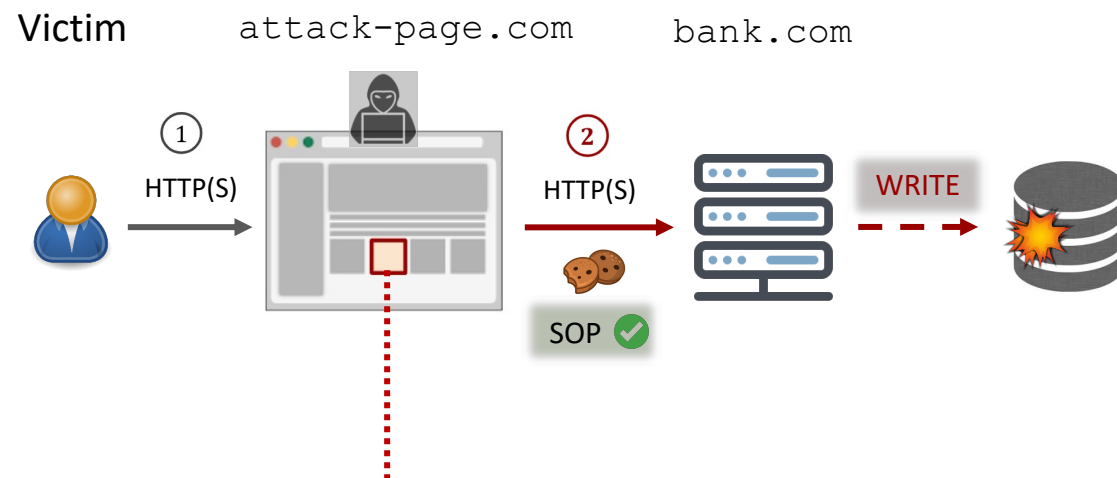 Victim
attack-page.com
bank.com
1
HTTP(S)
2
HTTP(S)
WRITE
SOP